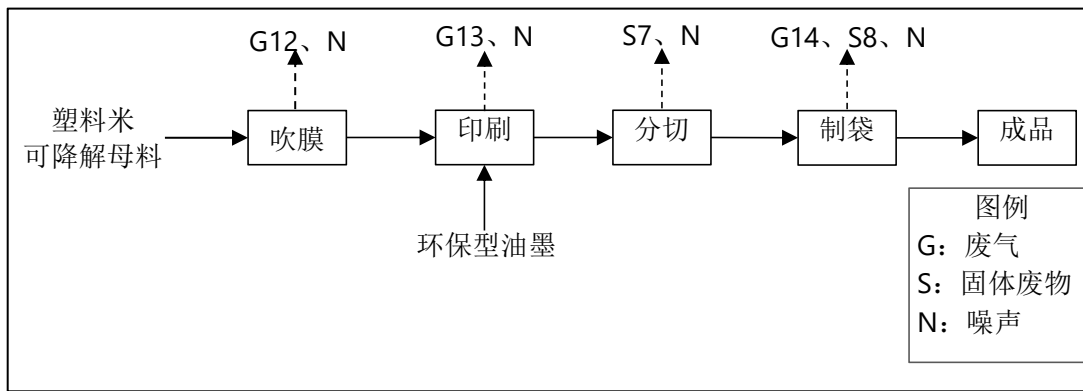 G12、N
G13、N
S7、N
G14、S8、N
塑料米
可降解母料
吹膜
印刷
分切
制袋
成品
环保型油墨
图例
G：废气
S：固体废物
N：噪声